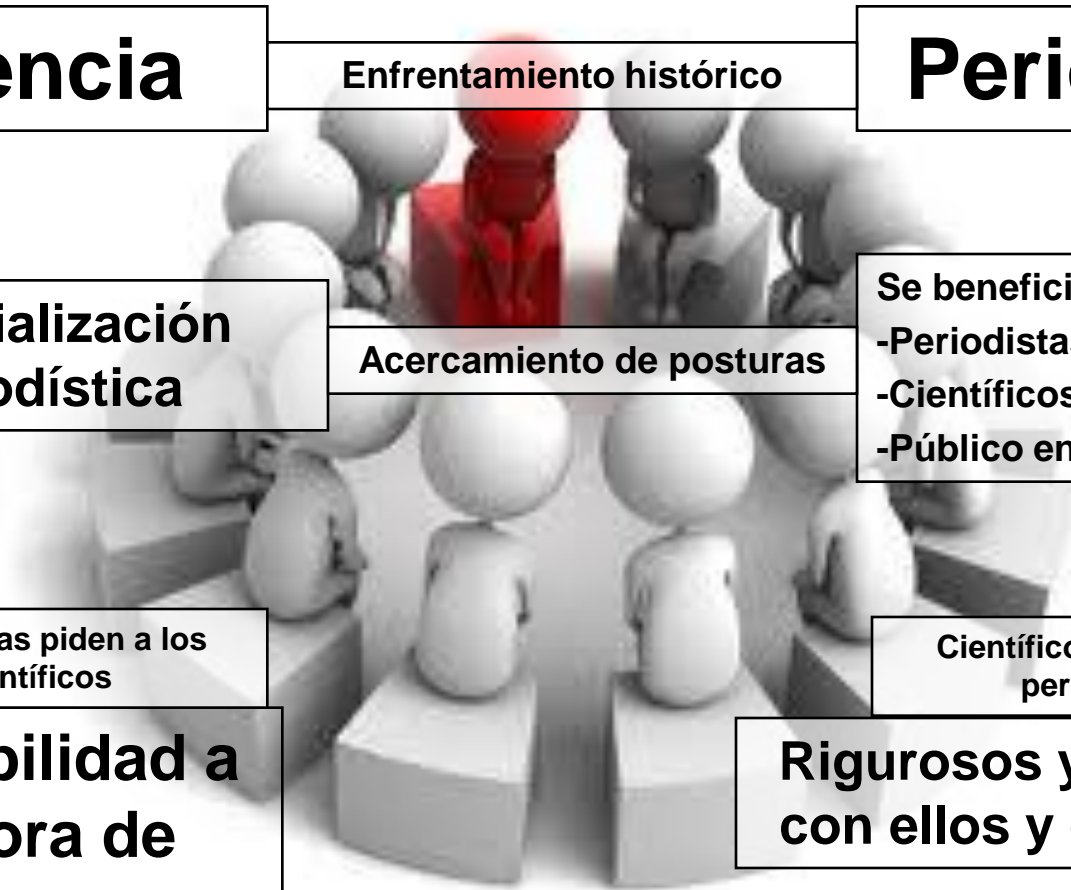 encia
Enfrentamiento histórico
Peri
ialización
odística
Acercamiento de posturas
Se benefici
-Periodistas
-Científicos
-Público en
as piden a los
ntíficos
bilidad a
ora de
Científico
per
Rigurosos y
con ellos y